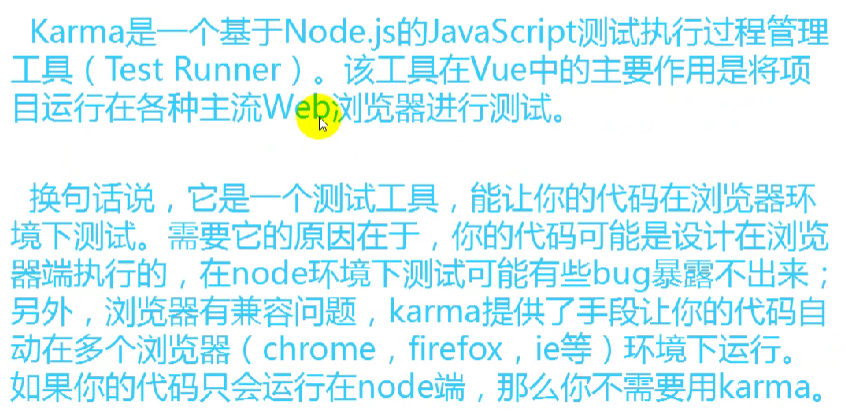 Karma是一个基于Node.js的JavaScript测试执行过程管理
工具（Test Runner）。该工具在Vue中的主要作用是将项
目运行在各种主流Web浏览器进行测试。
换句话说，它是一个测试工具，能让你的代码在浏览器环
境下测试。需要它的原因在于，你的代码可能是设计在浏览
器端执行的，在node环境下测试可能有些bug暴露不出来；
另外，浏览器有兼容问题，karma提供了手段让你的代码自
动在多个浏览器（chrome，firefox，ie等）环境下运行。
如果你的代码只会运行在node端，那么你不需要用karma。